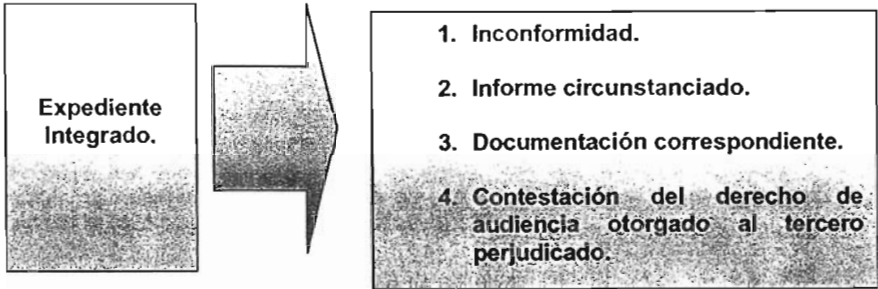 Expediente
Integrado.
1. Inconformidad.
2. Informe circunstanciado.
3. Documentación correspondiente.
4. Contestación del derecho de
audiencia otorgado al tercero
perjudicado.